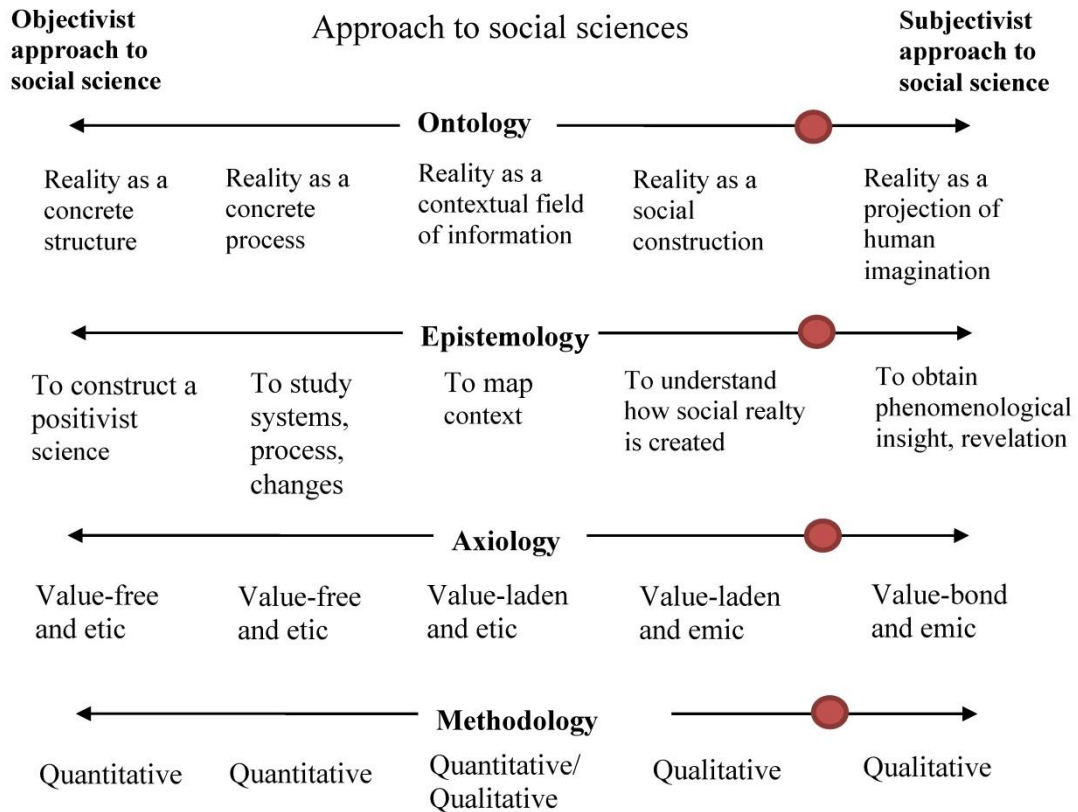 Objectivist
approach to
social science
Approach to social sciences
Subjectivist
approach to
social science
Ontology
Reality as a
concrete
structure
Reality as a
concrete
process
Reality as a
contextual field
of information
Reality as a
social
construction
Reality as a
projection of
human
imagination
Epistemology
To construct a
positivist
science
To study
systems,
process,
changes
To map
context
To understand
how social realty
is created
To obtain
phenomenological
insight, revelation
Axiology
Value-free
and etic
Value-free
and etic
Value-laden
and etic
Value-laden
and emic
Value-bond
and emic
Methodology
Quantitative
Quantitative
Quantitative/
Qualitative
Qualitative
Qualitative